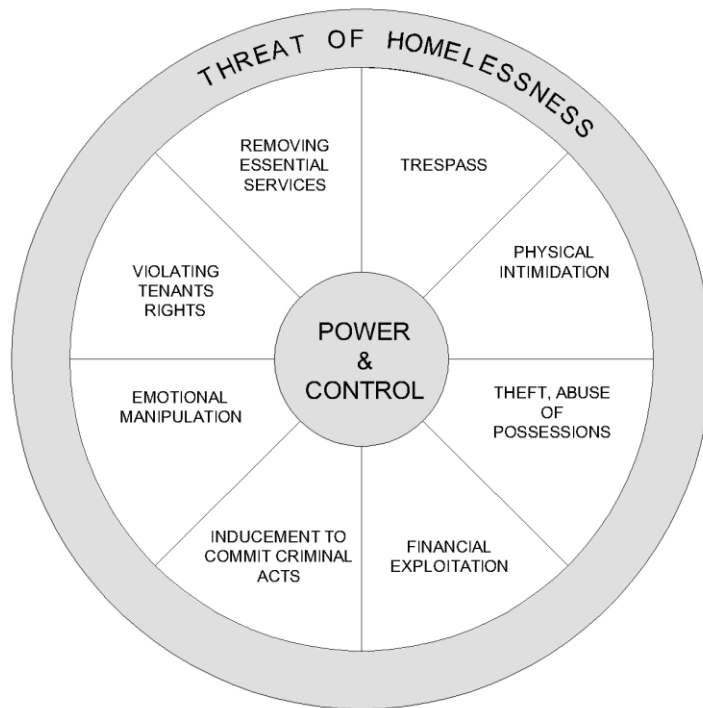 THREAT OF HOMELESSNESS
REMOVING
ESSENTIAL
SERVICES
TRESPASS
PHYSICAL
INTIMIDATION
THEFT, ABUSE
OF
POSSESSIONS
FINANCIAL
EXPLOITATION
INDUCEMENT TO
COMMIT CRIMINAL
ACTS
EMOTIONAL
MANIPULATION
VIOLATING
TENANTS
RIGHTS
POWER
&
CONTROL